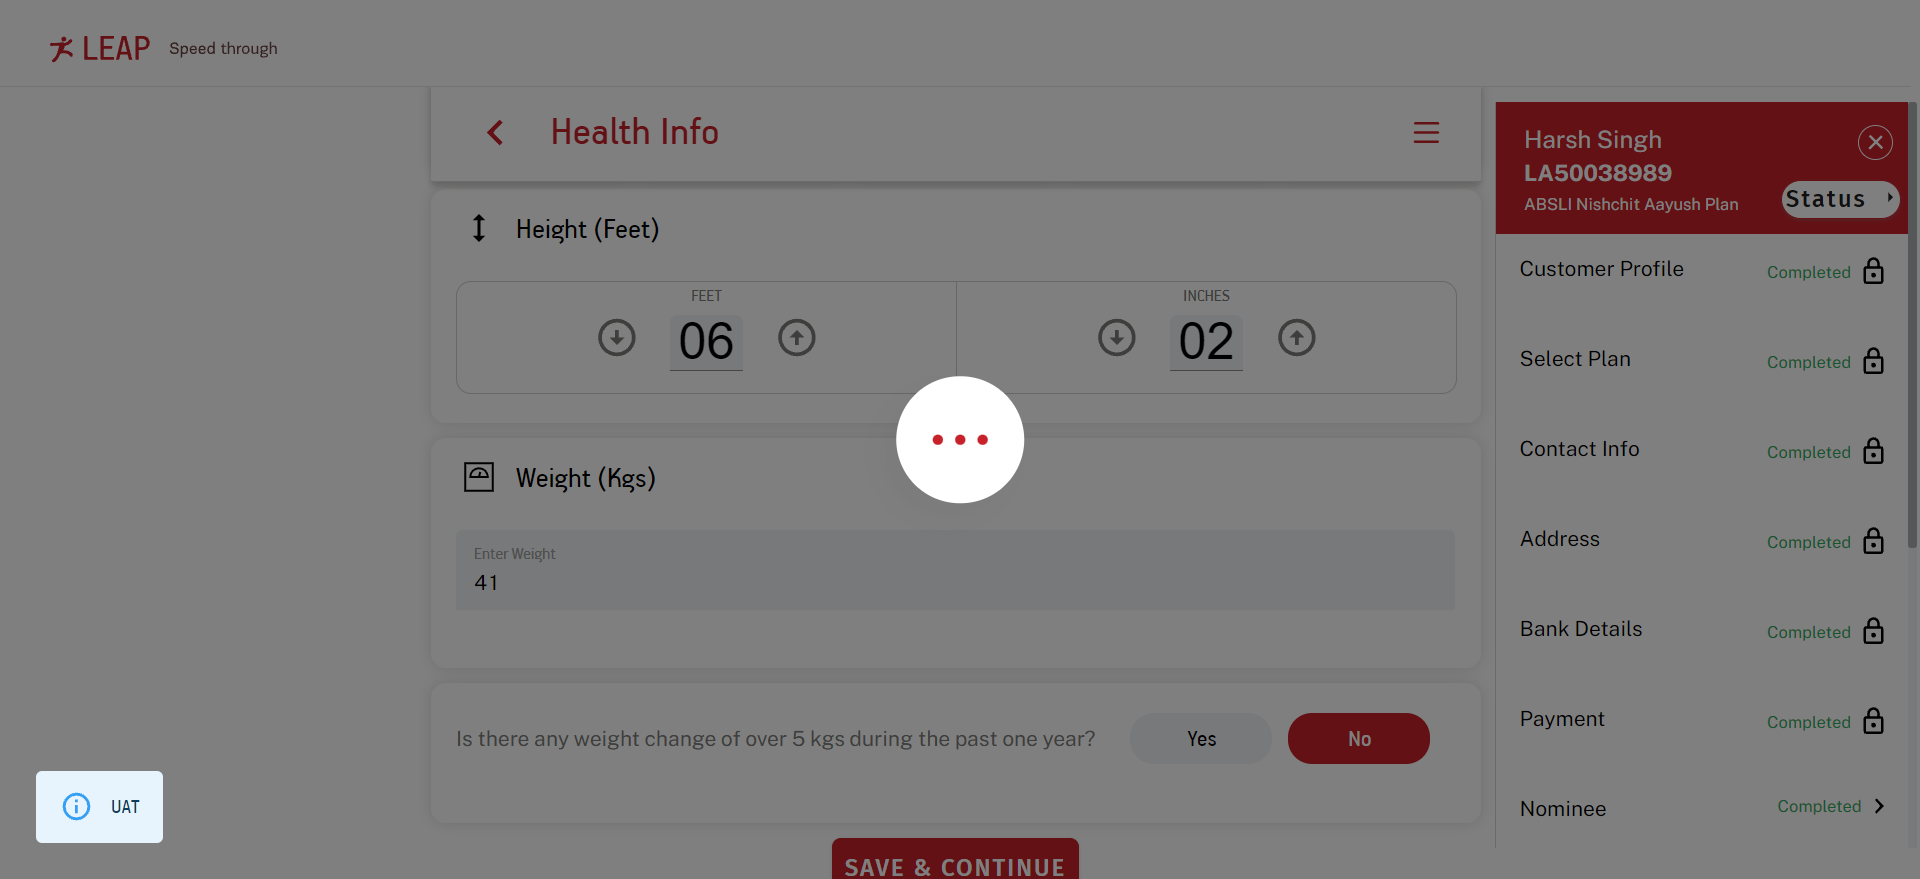 LEAP Speed through
Health Info
Height (Feet)
FEET
06
INCHES
02
Weight (Kgs)
Enter Weight
41
Is there any weight change of over 5 kgs during the past one year?
Yes
No
SAVE & CONTINUE
UAT
Harsh Singh
LA50038989
ABSLI Nishchit Aayush Plan
Status
Customer Profile Completed
Select Plan Completed
Contact Info Completed
Address Completed
Bank Details Completed
Payment Completed
Nominee Completed